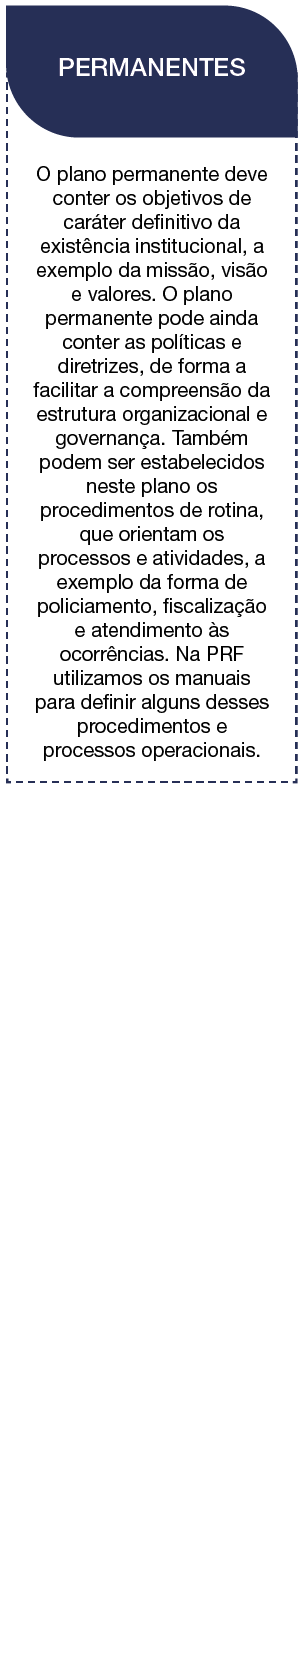 PERMANENTES
O plano permanente deve
conter os objetivos de
caráter definitivo da
existência institucional, a
exemplo da missão, visão
e valores. O plano
permanente pode ainda
conter as políticas e
diretrizes, de forma a
facilitar a compreensão da
estrutura organizacional e
governança. Também
podem ser estabelecidos
neste plano os
procedimentos de rotina,
que orientam os
processos e atividades, a
exemplo da forma de
policiamento, fiscalização
e atendimento às
ocorrências. Na PRF
utilizamos os manuais
para definir alguns desses
procedimentos e
processos operacionais.